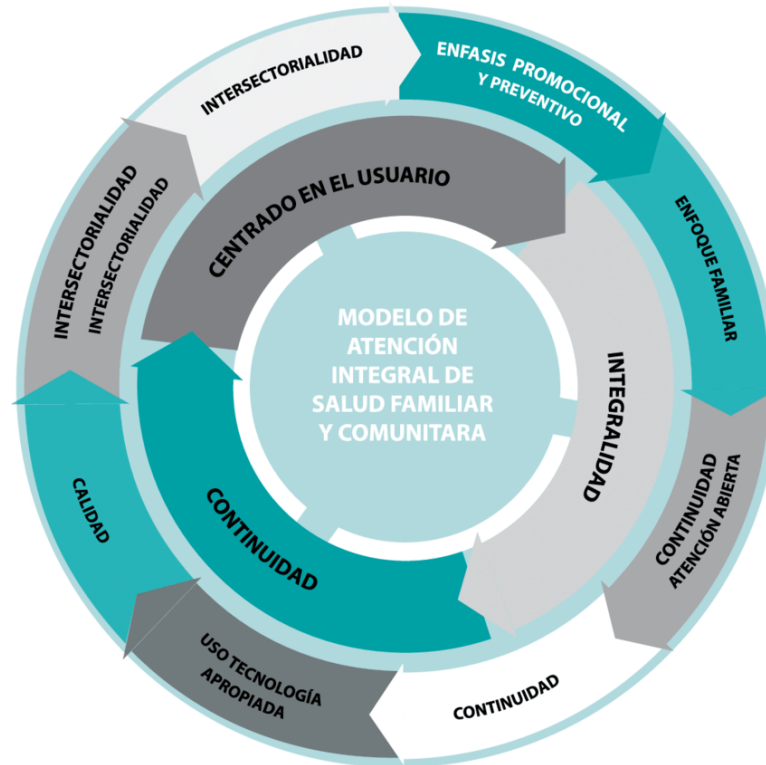 MODELO DE
ATENCIÓN
INTEGRAL DE
SALUD FAMILIAR
Y COMUNITARA
CENTRADO EN EL USUARIO
INTEGRALIDAD
CONTINUIDAD
ENFASIS PROMOCIONAL
Y PREVENTIVO
ENFOQUE FAMILIAR
CONTINUIDAD
ATENCIÓN ABIERTA
CONTINUIDAD
USO TECNOLOGÍA
APROPIADA
CALIDAD
INTERSECTORIALIDAD
INTERSECTORIALIDAD
INTERSECTORIALIDAD